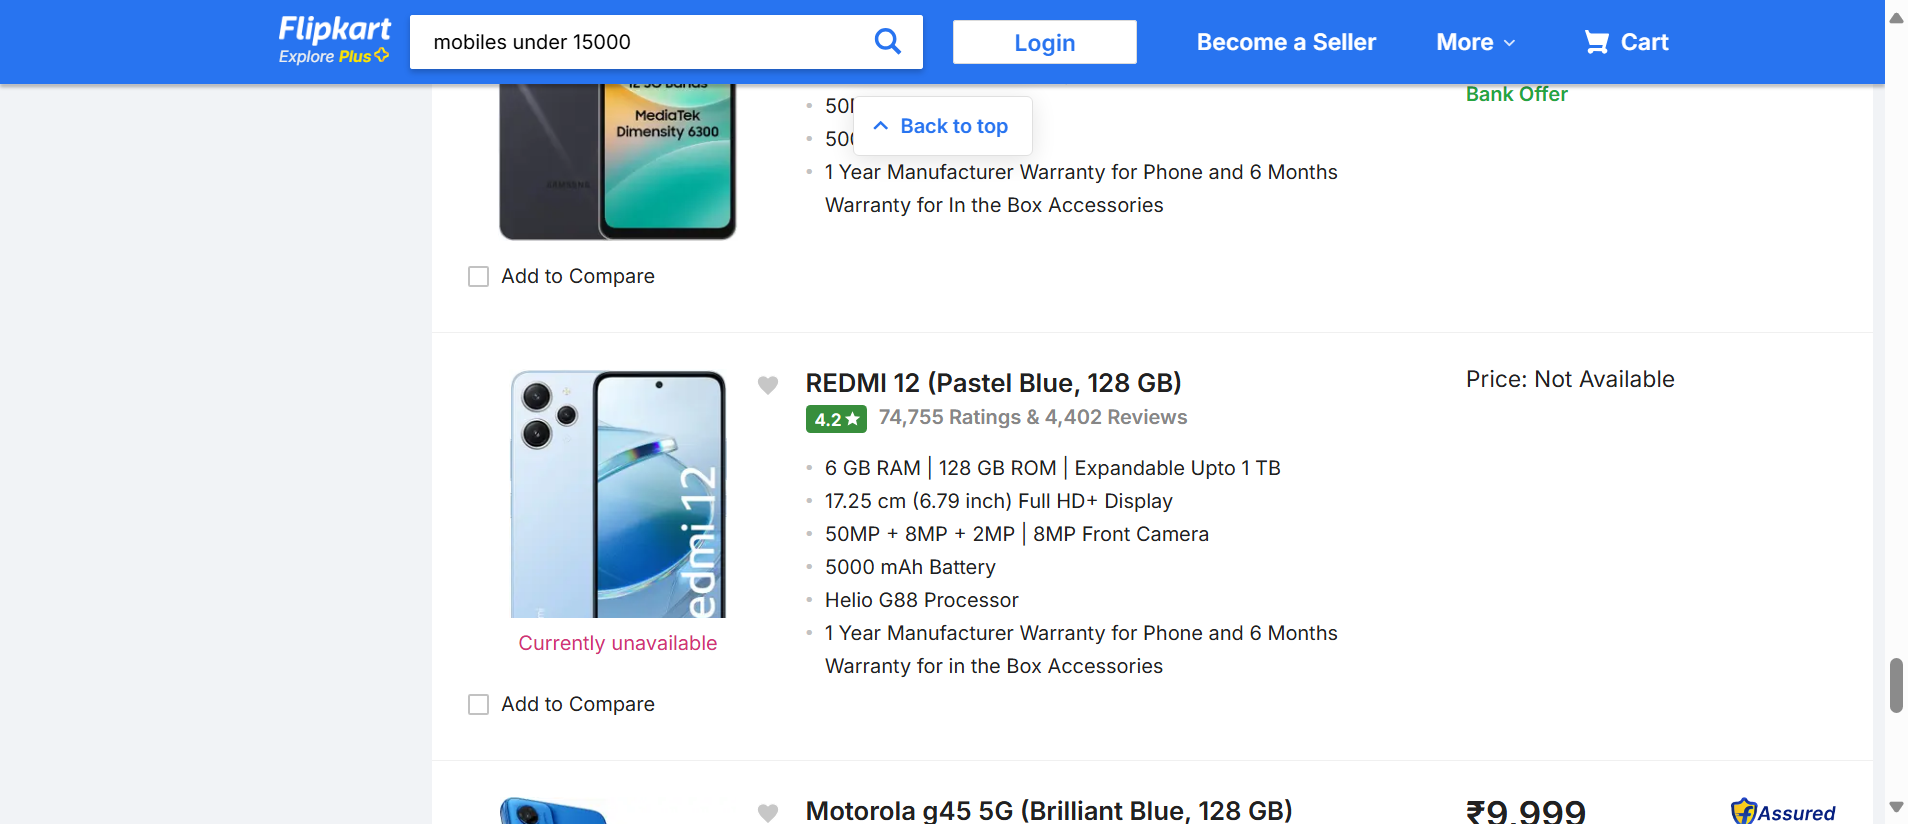 Flipkart
Explore Plus
mobiles under 15000
Login
Become a Seller
More
Cart
MediaTek
Dimensity 6300
SAMSUNG
Back to top
1 Year Manufacturer Warranty for Phone and 6 Months
Warranty for In the Box Accessories
Bank Offer
Add to Compare
REDMI 12 (Pastel Blue, 128 GB)
4.2★ 74,755 Ratings & 4,402 Reviews
6 GB RAM | 128 GB ROM | Expandable Upto 1 TB
17.25 cm (6.79 inch) Full HD+ Display
50MP + 8MP + 2MP | 8MP Front Camera
5000 mAh Battery
Helio G88 Processor
1 Year Manufacturer Warranty for Phone and 6 Months
Warranty for in the Box Accessories
Price: Not Available
edmi 12
Currently unavailable
Add to Compare
Motorola g45 5G (Brilliant Blue, 128 GB)
₹9,999
Assured